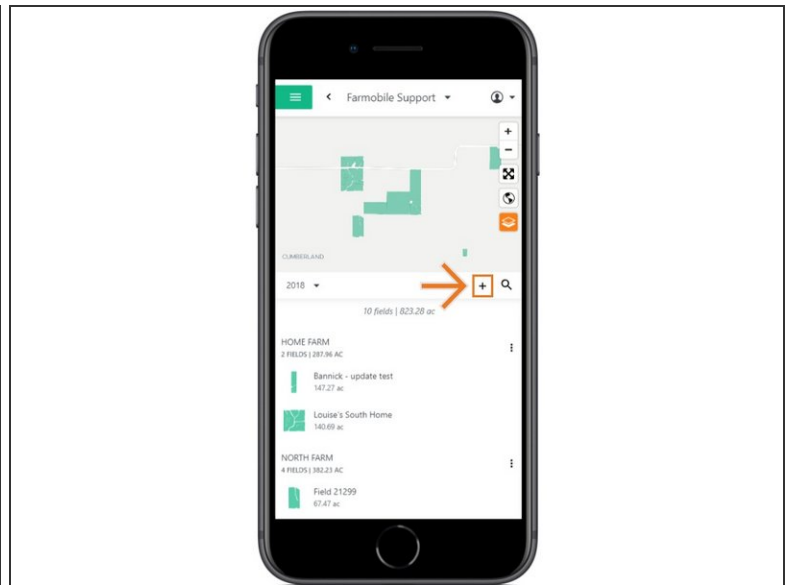 Farmobile Support
+
−
CUMBERLAND
2018
+
10 fields | 823.28 ac
HOME FARM
2 FIELDS | 287.96 AC
Bannick - update test
147.27 ac
Louise's South Home
140.69 ac
NORTH FARM
4 FIELDS | 382.23 AC
Field 21299
67.47 ac